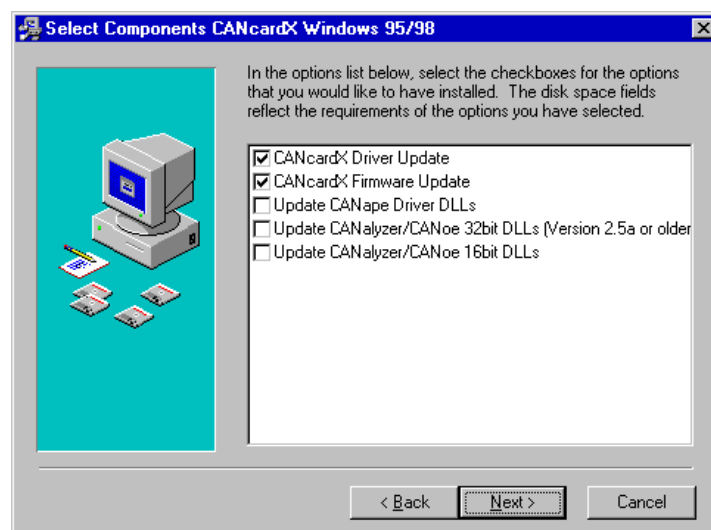 Select Components CANcardX Windows 95/98
In the options list below, select the checkboxes for the options
that you would like to have installed. The disk space fields
reflect the requirements of the options you have selected.
CANcardX Driver Update
CANcardX Firmware Update
Update CANape Driver DLLs
Update CANalyzer/CANoe 32bit DLLs (Version 2.5a or older
Update CANalyzer/CANoe 16bit DLLs
< Back
Next >
Cancel